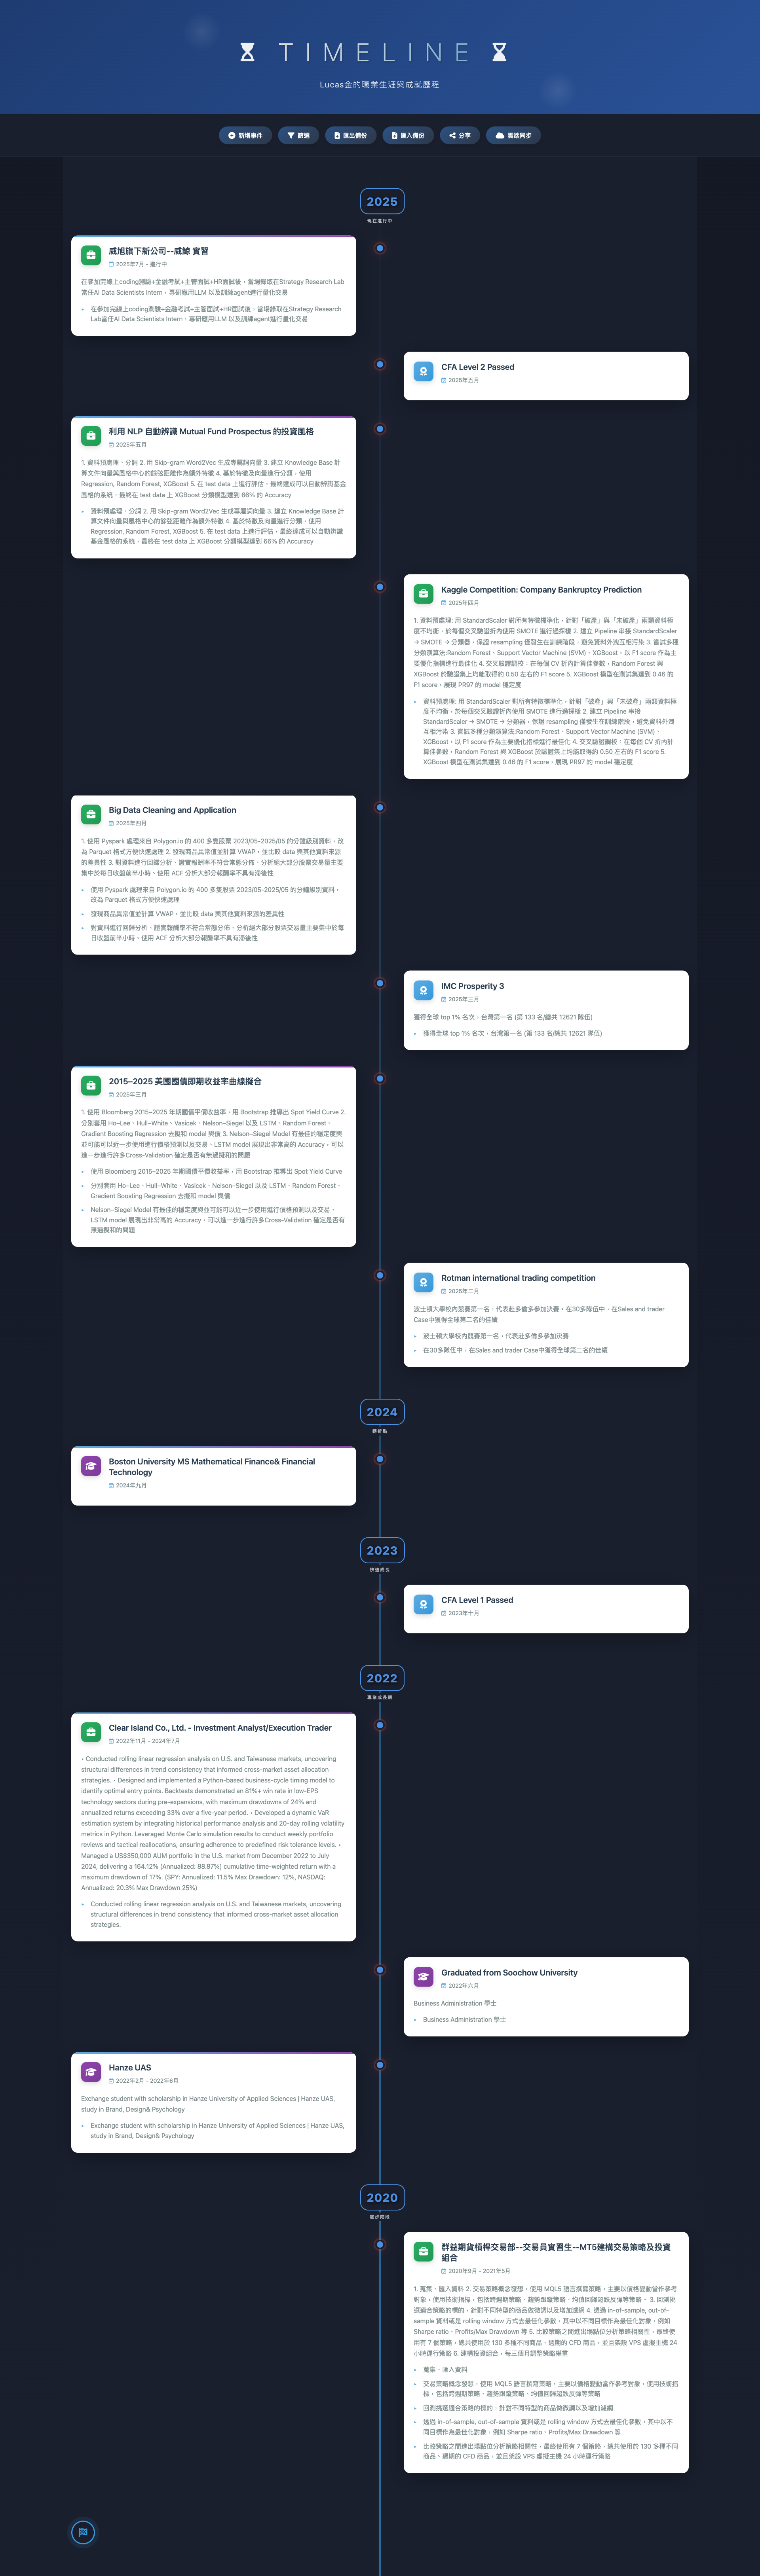 TIMELINE
Lucas金的職業生涯與成就歷程
新增事件
篩選
匯出備份
匯入備份
分享
雲端同步
2025
現在進行中
威旭旗下新公司--威鯨 實習
2025年7月 - 進行中
在參加完線上coding測驗+金融考試+主管面試+HR面試後，當場錄取在Strategy Research Lab
當任AI Data Scientists Intern，專研應用LLM 以及訓練agent進行量化交易
在參加完線上coding測驗+金融考試+主管面試+HR面試後，當場錄取在Strategy Research
Lab當任AI Data Scientists Intern，專研應用LLM 以及訓練agent進行量化交易
CFA Level 2 Passed
2025年五月
利用 NLP 自動辨識 Mutual Fund Prospectus 的投資風格
2025年五月
1. 資料預處理、分詞 2. 用 Skip-gram Word2Vec 生成專屬詞向量 3. 建立 Knowledge Base 計
算文件向量與風格中心的餘弦距離作為額外特徵 4. 基於特徵及向量進行分類，使用
Regression, Random Forest, XGBoost 5. 在 test data 上進行評估，最終達成可以自動辨識基金
風格的系統，最終在 test data 上 XGBoost 分類模型達到 66% 的 Accuracy
資料預處理、分詞 2. 用 Skip-gram Word2Vec 生成專屬詞向量 3. 建立 Knowledge Base 計
算文件向量與風格中心的餘弦距離作為額外特徵 4. 基於特徵及向量進行分類，使用
Regression, Random Forest, XGBoost 5. 在 test data 上進行評估，最終達成可以自動辨識
基金風格的系統，最終在 test data 上 XGBoost 分類模型達到 66% 的 Accuracy
Kaggle Competition: Company Bankruptcy Prediction
2025年四月
1. 資料預處理: 用 StandardScaler 對所有特徵標準化，針對「破產」與「未破產」兩類資料極
度不均衡，於每個交叉驗證折內使用 SMOTE 進行過採樣 2. 建立 Pipeline 串接 StandardScaler
→ SMOTE → 分類器，保證 resampling 僅發生在訓練階段，避免資料外洩互相污染 3. 嘗試多種
分類演算法:Random Forest、Support Vector Machine (SVM)、XGBoost，以 F1 score 作為主
要優化指標進行最佳化 4. 交叉驗證調校：在每個 CV 折內計算佳參數，Random Forest 與
XGBoost 於驗證集上均能取得約 0.50 左右的 F1 score 5. XGBoost 模型在測試集達到 0.46 的
F1 score，展現 PR97 的 model 穩定度
資料預處理: 用 StandardScaler 對所有特徵標準化，針對「破產」與「未破產」兩類資料極
度不均衡，於每個交叉驗證折內使用 SMOTE 進行過採樣 2. 建立 Pipeline 串接
StandardScaler → SMOTE → 分類器，保證 resampling 僅發生在訓練階段，避免資料外洩
互相污染 3. 嘗試多種分類演算法:Random Forest、Support Vector Machine (SVM)、
XGBoost，以 F1 score 作為主要優化指標進行最佳化 4. 交叉驗證調校：在每個 CV 折內計
算佳參數，Random Forest 與 XGBoost 於驗證集上均能取得約 0.50 左右的 F1 score 5.
XGBoost 模型在測試集達到 0.46 的 F1 score，展現 PR97 的 model 穩定度
Big Data Cleaning and Application
2025年四月
1. 使用 Pyspark 處理來自 Polygon.io 的 400 多隻股票 2023/05-2025/05 的分鐘級別資料，改
為 Parquet 格式方便快速處理 2. 發現商品異常值並計算 VWAP，並比較 data 與其他資料來源
的差異性 3. 對資料進行回歸分析、證實報酬率不符合常態分佈、分析絕大部分股票交易量主要
集中於每日收盤前半小時、使用 ACF 分析大部分報酬率不具有滯後性
使用 Pyspark 處理來自 Polygon.io 的 400 多隻股票 2023/05-2025/05 的分鐘級別資料，
改為 Parquet 格式方便快速處理
發現商品異常值並計算 VWAP，並比較 data 與其他資料來源的差異性
對資料進行回歸分析、證實報酬率不符合常態分佈、分析絕大部分股票交易量主要集中於每
日收盤前半小時、使用 ACF 分析大部分報酬率不具有滯後性
IMC Prosperity 3
2025年三月
獲得全球 top 1% 名次，台灣第一名 (第 133 名/總共 12621 隊伍)
獲得全球 top 1% 名次，台灣第一名 (第 133 名/總共 12621 隊伍)
2015–2025 美國國債即期收益率曲線擬合
2025年三月
1. 使用 Bloomberg 2015–2025 年期國債平價收益率，用 Bootstrap 推導出 Spot Yield Curve 2.
分別套用 Ho–Lee、Hull–White、Vasicek、Nelson–Siegel 以及 LSTM、Random Forest、
Gradient Boosting Regression 去擬和 model 與債 3. Nelson–Siegel Model 有最佳的穩定度與
並可能可以近一步使用進行價格預測以及交易、LSTM model 展現出非常高的 Accuracy，可以
進一步進行許多Cross-Validation 確定是否有無過擬和的問題
使用 Bloomberg 2015–2025 年期國債平價收益率，用 Bootstrap 推導出 Spot Yield Curve
分別套用 Ho–Lee、Hull–White、Vasicek、Nelson–Siegel 以及 LSTM、Random Forest、
Gradient Boosting Regression 去擬和 model 與債
Nelson–Siegel Model 有最佳的穩定度與並可能可以近一步使用進行價格預測以及交易、
LSTM model 展現出非常高的 Accuracy，可以進一步進行許多Cross-Validation 確定是否有
無過擬和的問題
Rotman international trading competition
2025年二月
波士頓大學校內競賽第一名，代表赴多倫多參加決賽。在30多隊伍中，在Sales and trader
Case中獲得全球第二名的佳績
波士頓大學校內競賽第一名，代表赴多倫多參加決賽
在30多隊伍中，在Sales and trader Case中獲得全球第二名的佳績
2024
轉折點
Boston University MS Mathematical Finance& Financial
Technology
2024年九月
2023
快速成長
CFA Level 1 Passed
2023年十月
2022
專業成長期
Clear Island Co., Ltd. - Investment Analyst/Execution Trader
2022年11月 - 2024年7月
• Conducted rolling linear regression analysis on U.S. and Taiwanese markets, uncovering
structural differences in trend consistency that informed cross-market asset allocation
strategies. • Designed and implemented a Python-based business-cycle timing model to
identify optimal entry points. Backtests demonstrated an 81%+ win rate in low-EPS
technology sectors during pre-expansions, with maximum drawdowns of 24% and
annualized returns exceeding 33% over a five-year period. • Developed a dynamic VaR
estimation system by integrating historical performance analysis and 20-day rolling volatility
metrics in Python. Leveraged Monte Carlo simulation results to conduct weekly portfolio
reviews and tactical reallocations, ensuring adherence to predefined risk tolerance levels. •
Managed a US$350,000 AUM portfolio in the U.S. market from December 2022 to July
2024, delivering a 164.12% (Annualized: 88.87%) cumulative time-weighted return with a
maximum drawdown of 17%. (SPY: Annualized: 11.5% Max Drawdown: 12%, NASDAQ:
Annualized: 20.3% Max Drawdown 25%)
Conducted rolling linear regression analysis on U.S. and Taiwanese markets, uncovering
structural differences in trend consistency that informed cross-market asset allocation
strategies.
Graduated from Soochow University
2022年六月
Business Administration 學士
Business Administration 學士
Hanze UAS
2022年2月 - 2022年6月
Exchange student with scholarship in Hanze University of Applied Sciences | Hanze UAS,
study in Brand, Design& Psychology
Exchange student with scholarship in Hanze University of Applied Sciences | Hanze UAS,
study in Brand, Design& Psychology
2020
起步階段
群益期貨槓桿交易部--交易員實習生--MT5建構交易策略及投資
組合
2020年9月 - 2021年5月
1. 蒐集、匯入資料 2. 交易策略概念發想，使用 MQL5 語言撰寫策略，主要以價格變動當作參考
對象，使用技術指標，包括跨週期策略、趨勢跟蹤策略、均值回歸超跌反彈等策略。 3. 回測挑
選適合策略的標的，針對不同特型的商品做微調以及增加濾網 4. 透過 in-of-sample, out-of-
sample 資料或是 rolling window 方式去最佳化參數，其中以不同目標作為最佳化對象，例如
Sharpe ratio、Profits/Max Drawdown 等 5. 比較策略之間進出場點位分析策略相關性，最終使
用有 7 個策略，總共使用於 130 多種不同商品、週期的 CFD 商品，並且架設 VPS 虛擬主機 24
小時運行策略 6. 建構投資組合，每三個月調整策略權重
蒐集、匯入資料
交易策略概念發想，使用 MQL5 語言撰寫策略，主要以價格變動當作參考對象，使用技術指
標，包括跨週期策略、趨勢跟蹤策略、均值回歸超跌反彈等策略
回測挑選適合策略的標的，針對不同特型的商品做微調以及增加濾網
透過 in-of-sample, out-of-sample 資料或是 rolling window 方式去最佳化參數，其中以不
同目標作為最佳化對象，例如 Sharpe ratio、Profits/Max Drawdown 等
比較策略之間進出場點位分析策略相關性，最終使用有 7 個策略，總共使用於 130 多種不同
商品、週期的 CFD 商品，並且架設 VPS 虛擬主機 24 小時運行策略